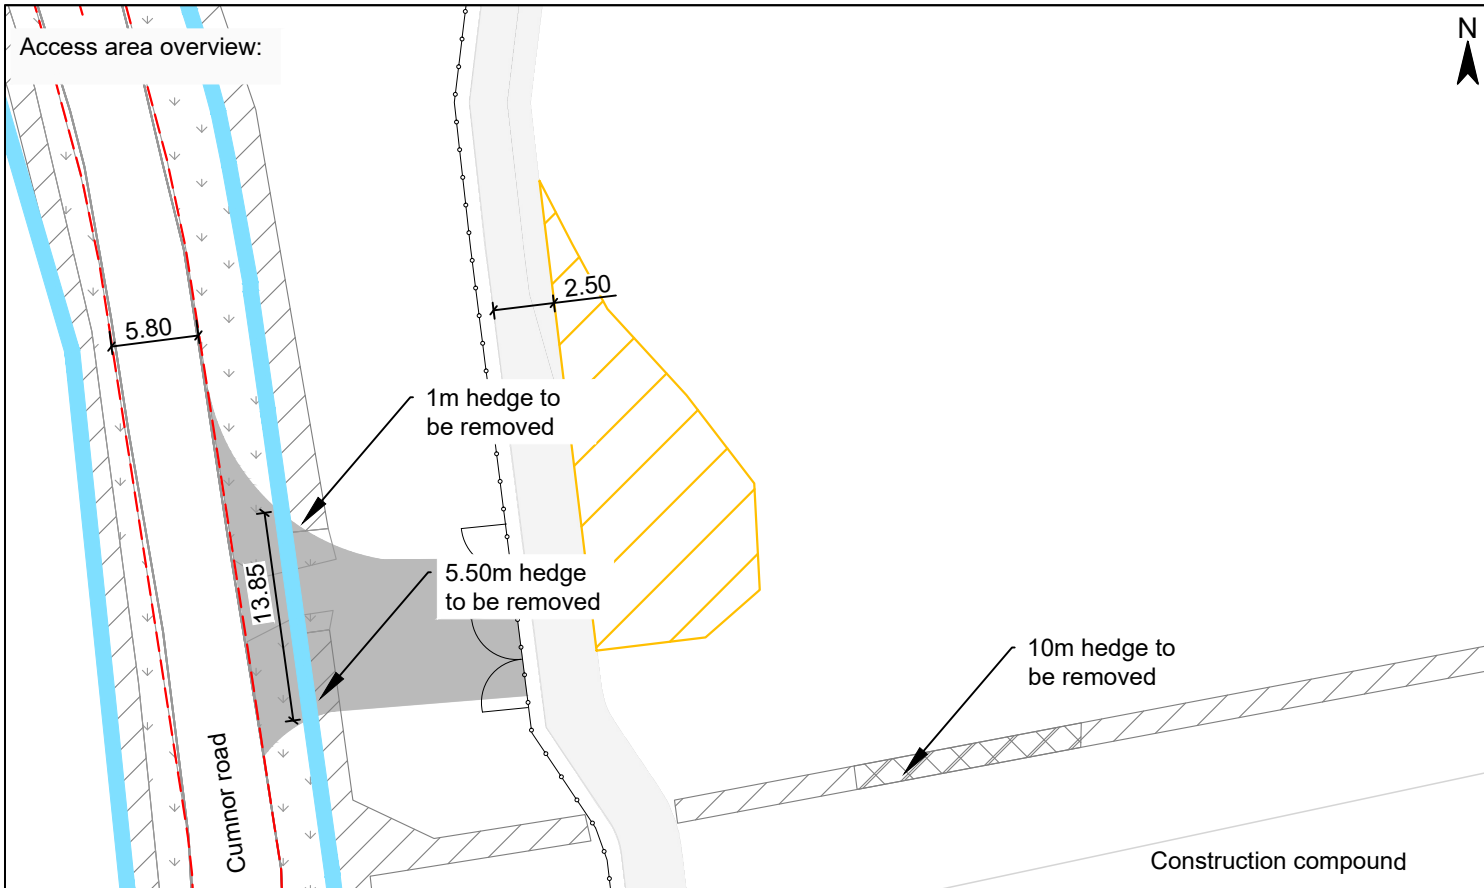 Access area overview:
N
2.50
5.80
1m hedge to
be removed
13.85
5.50m hedge
to be removed
10m hedge to
be removed
Cumnor road
Construction compound